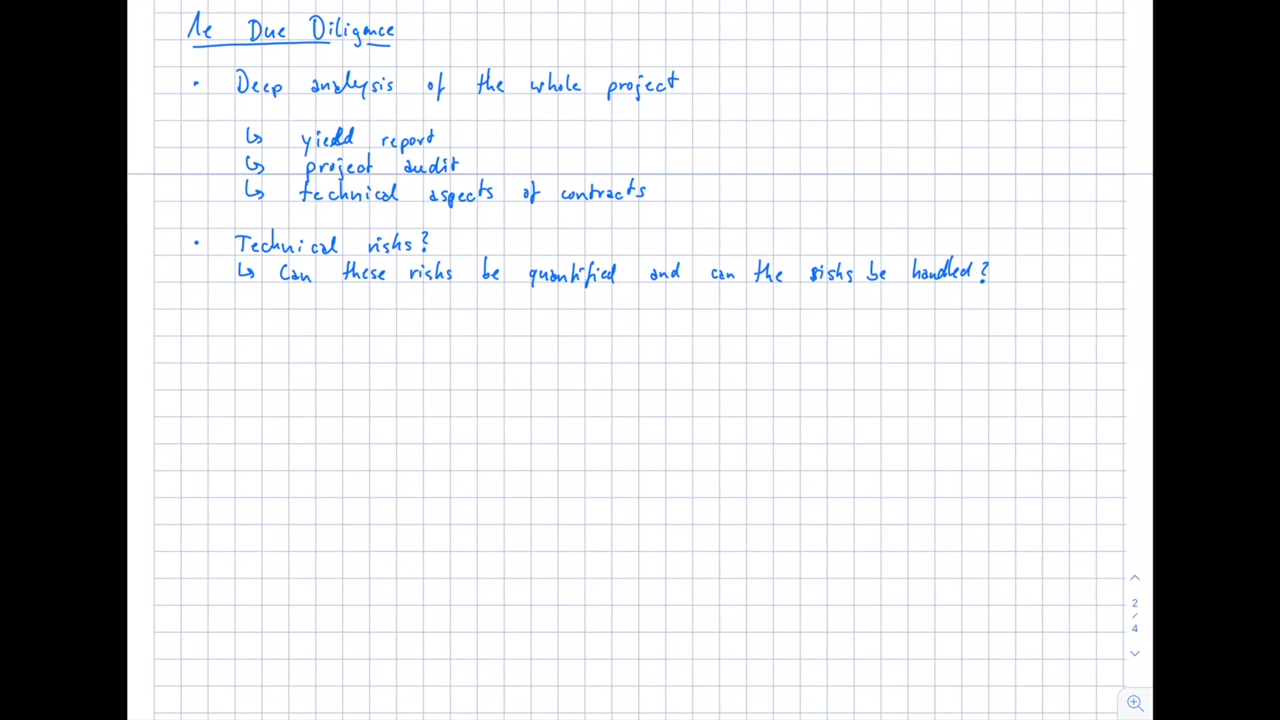 1e Due Diligence
· Deep analysis of the whole project
↳ yield report
↳ project audit
↳ technical aspects of contracts
· Technical risks?
↳ Can these risks be quantified and can the risks be handled?
2
/
4